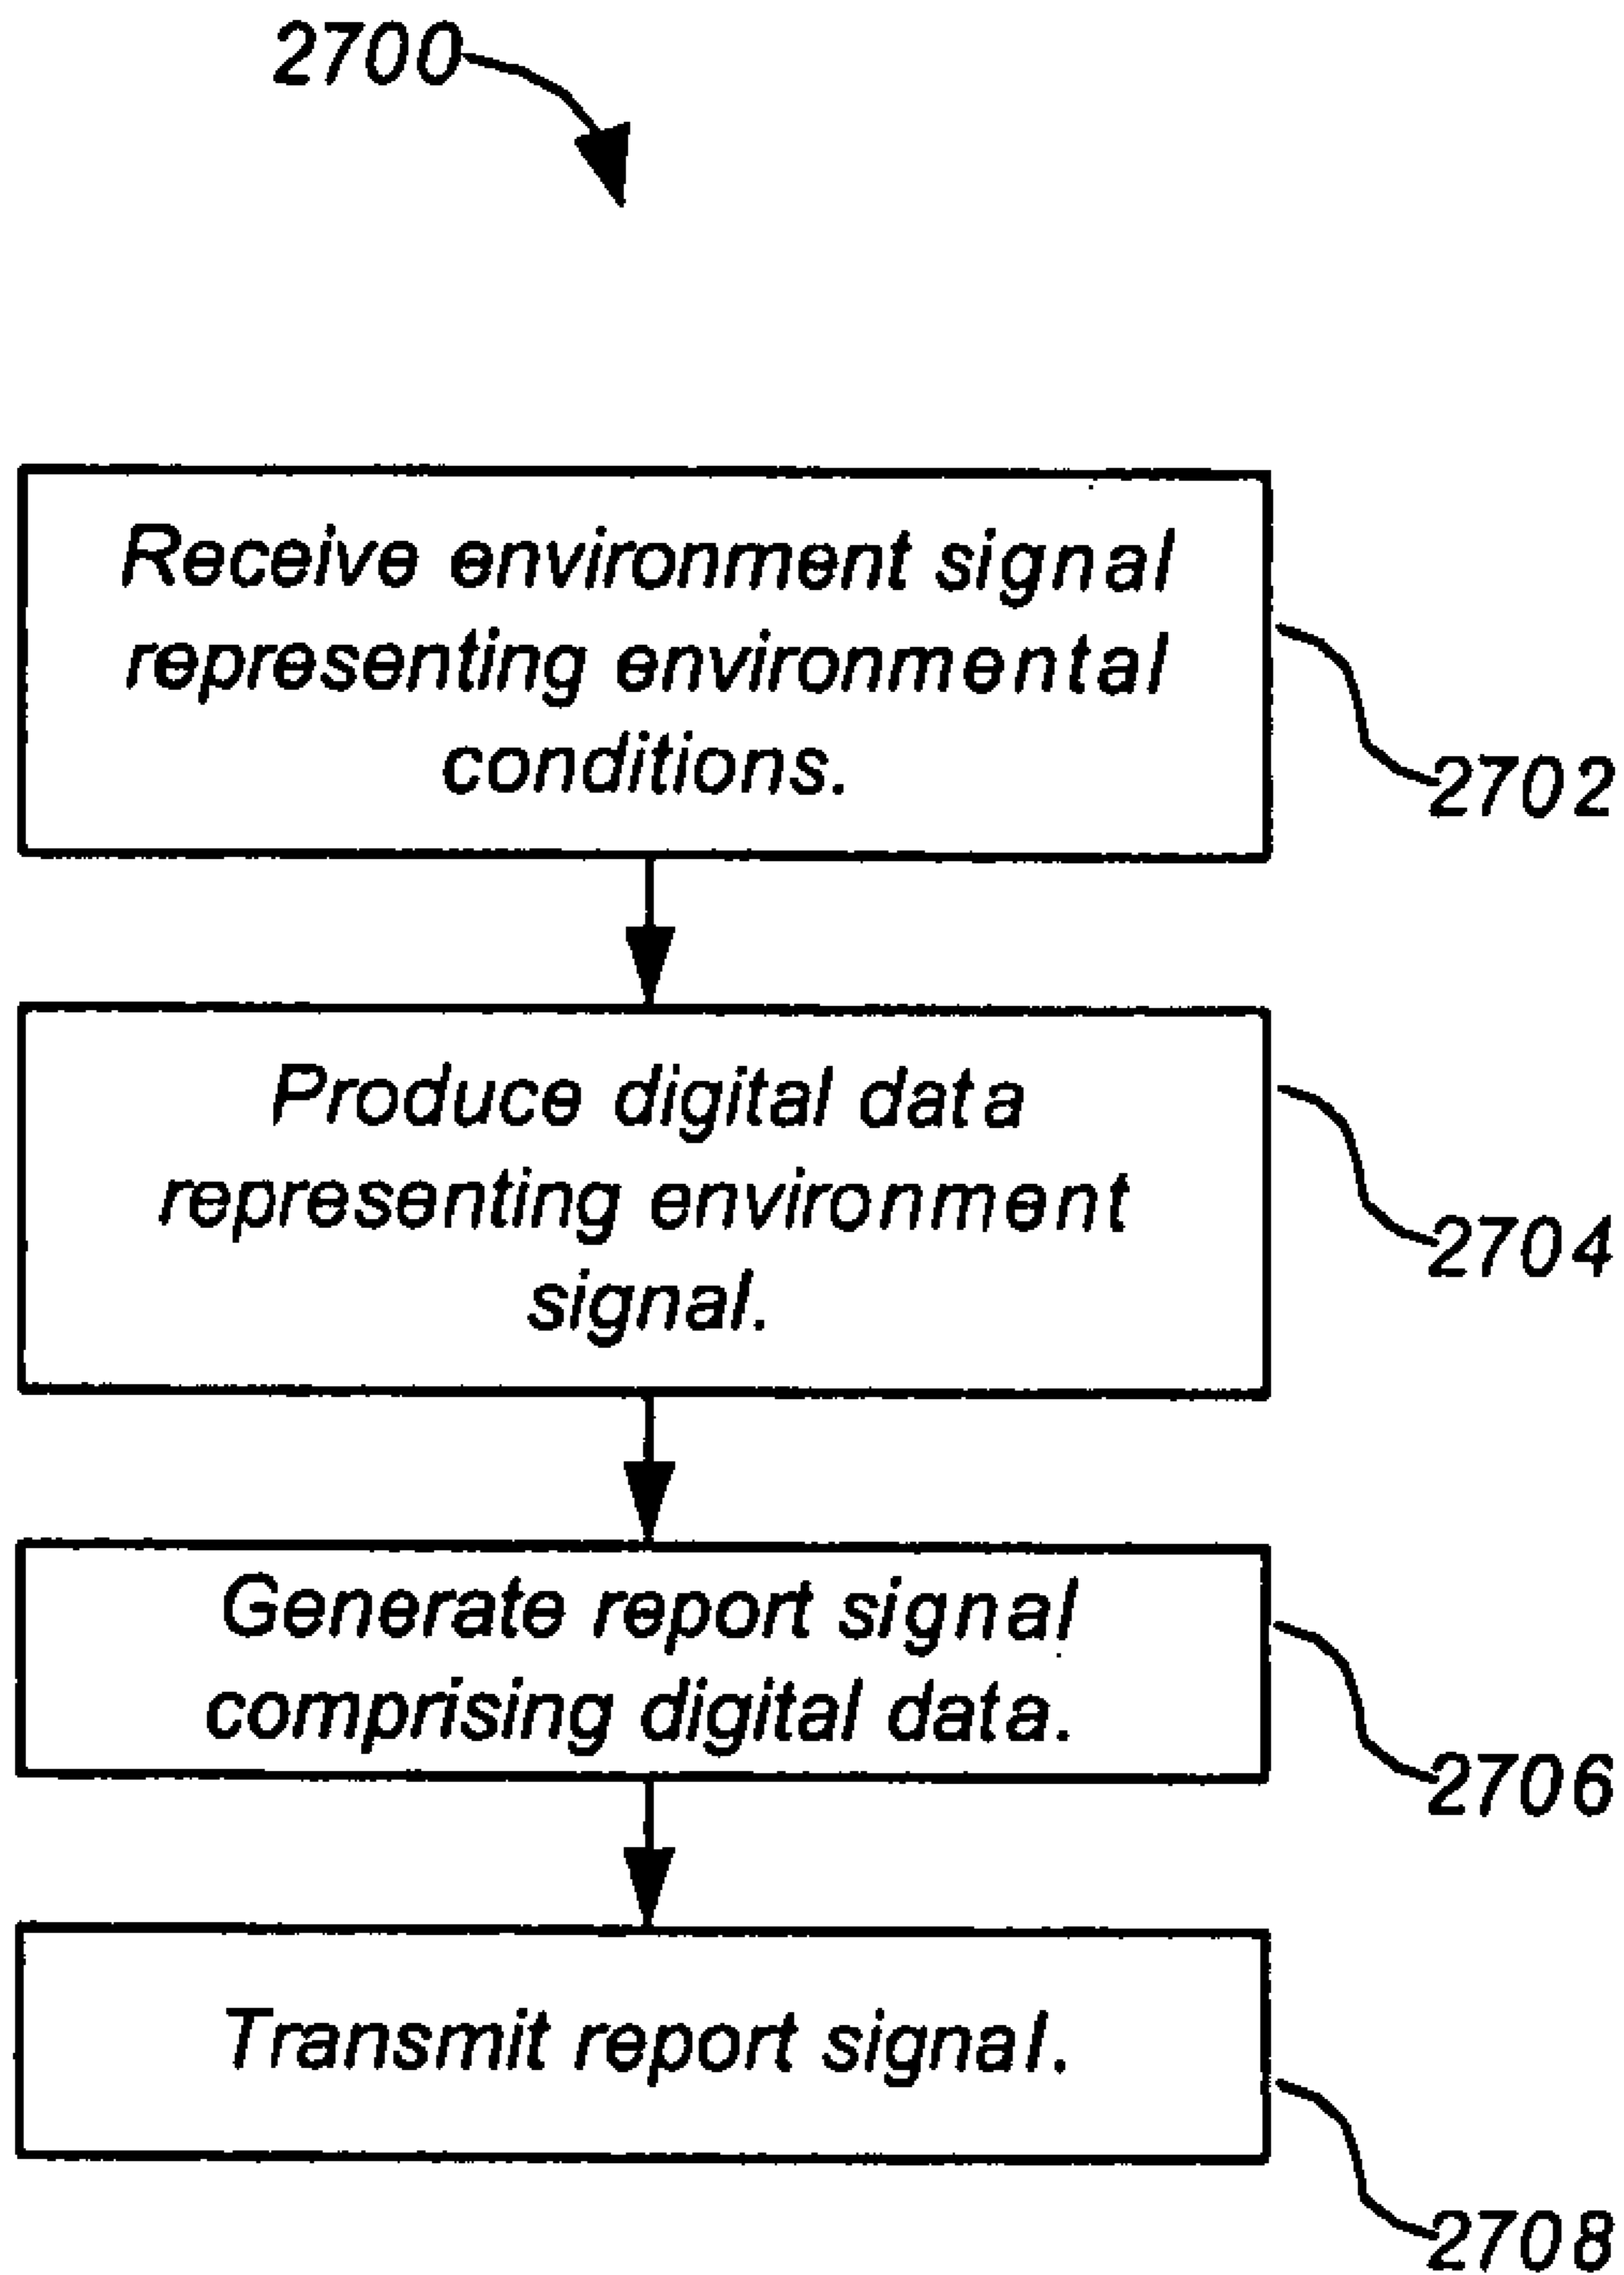 2700
Receive environment signal
representing environmental
conditions.
2702
Produce digital data
representing environment
signal.
2704
Generate report signal
comprising digital data.
2706
Transmit report signal.
2708